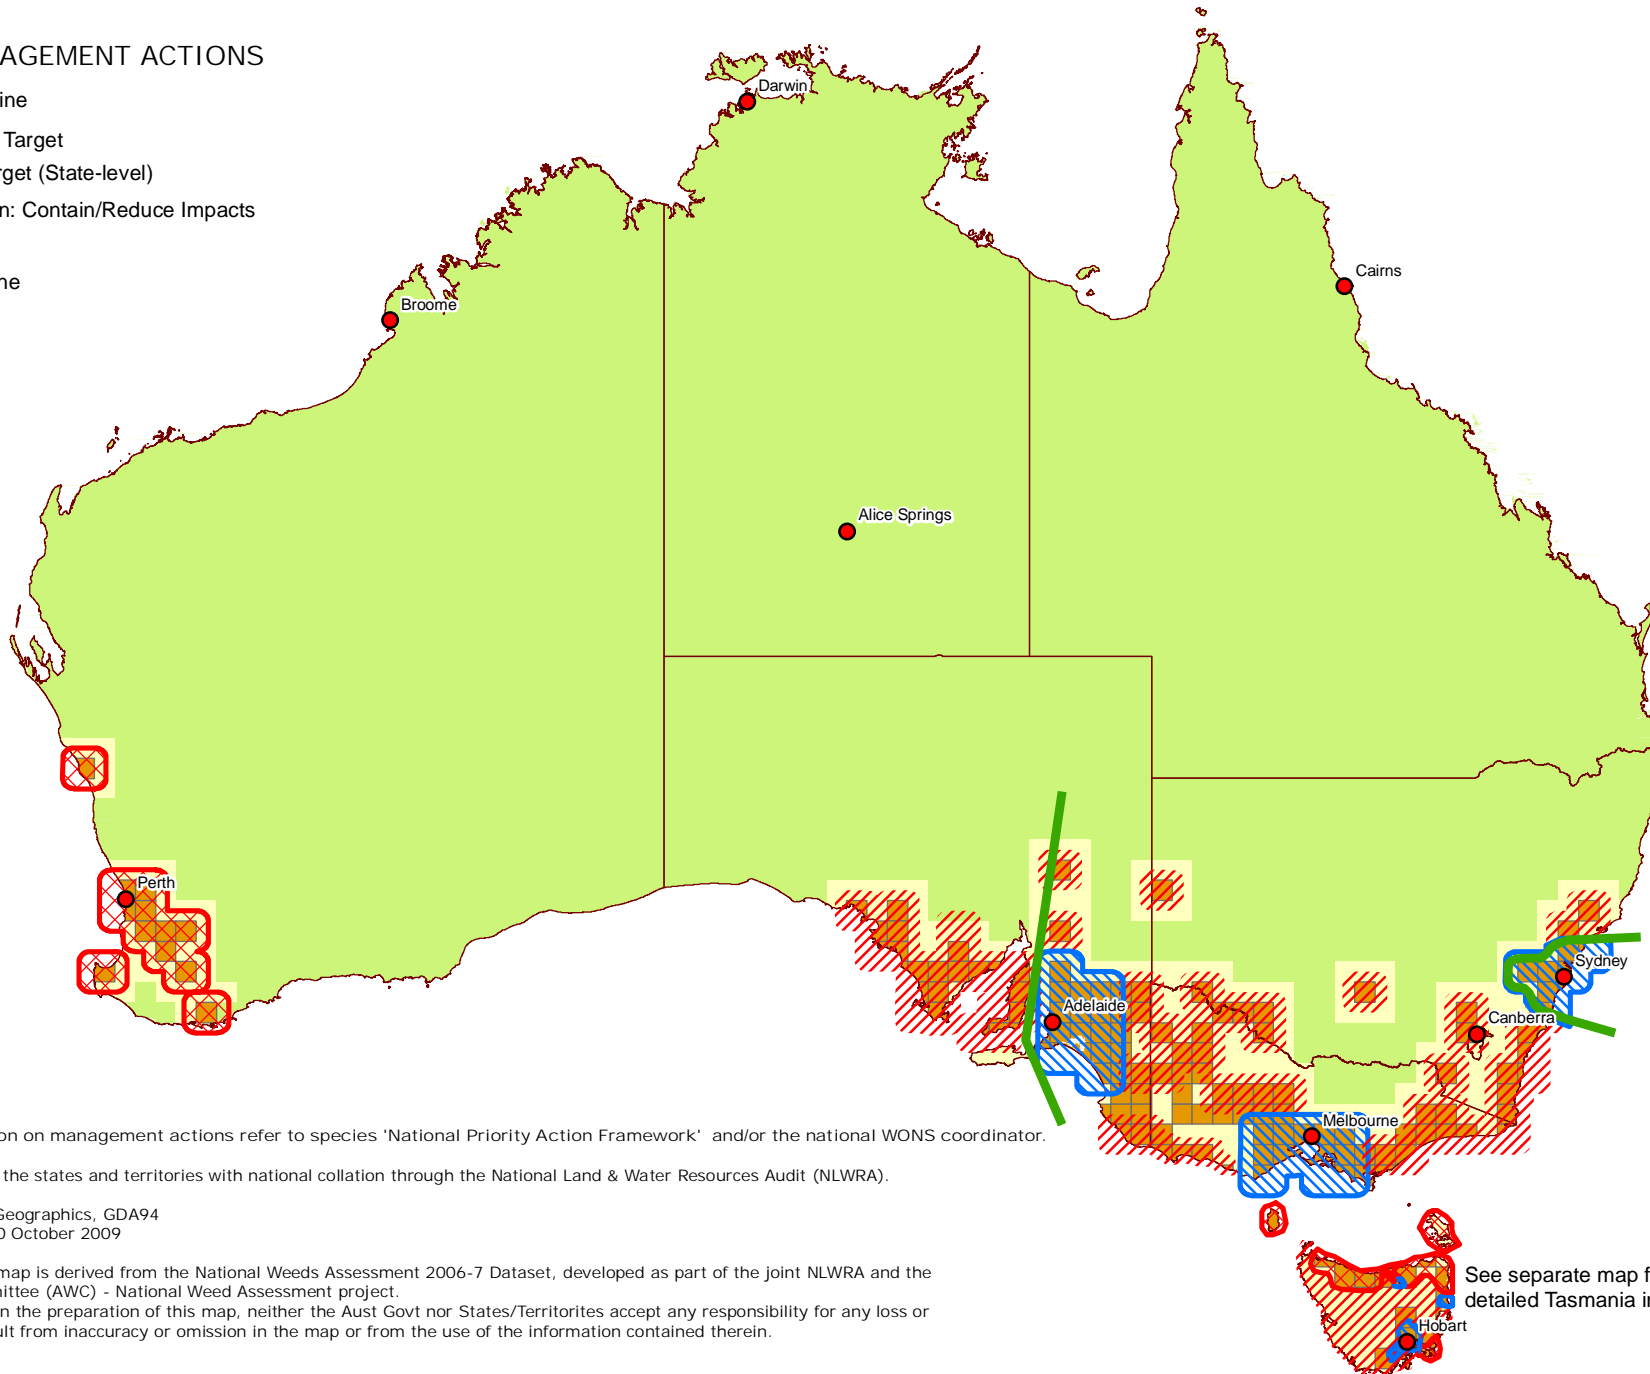 AGEMENT ACTIONS
ine
Target
rget (State-level)
n: Contain/Reduce Impacts
ne
Darwin
Cairns
Broome
Alice Springs
Perth
Sydney
Adelaide
Canberra
Melbourne
Hobart
See separate map f
detailed Tasmania i
on on management actions refer to species 'National Priority Action Framework' and/or the national WONS coordinator.
the states and territories with national collation through the National Land & Water Resources Audit (NLWRA).
Geographics, GDA94
0 October 2009
map is derived from the National Weeds Assessment 2006-7 Dataset, developed as part of the joint NLWRA and the
mittee (AWC) - National Weed Assessment project.
n the preparation of this map, neither the Aust Govt nor States/Territorites accept any responsibility for any loss or
ult from inaccuracy or omission in the map or from the use of the information contained therein.